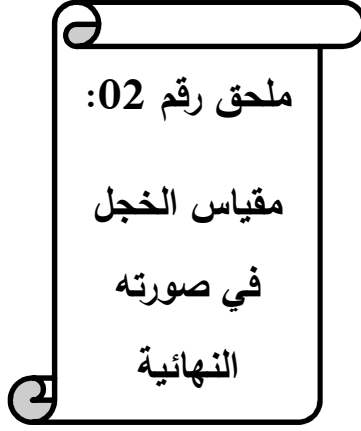 ملحق رقم 02:
مقياس الخجل
في صورته
النهائية